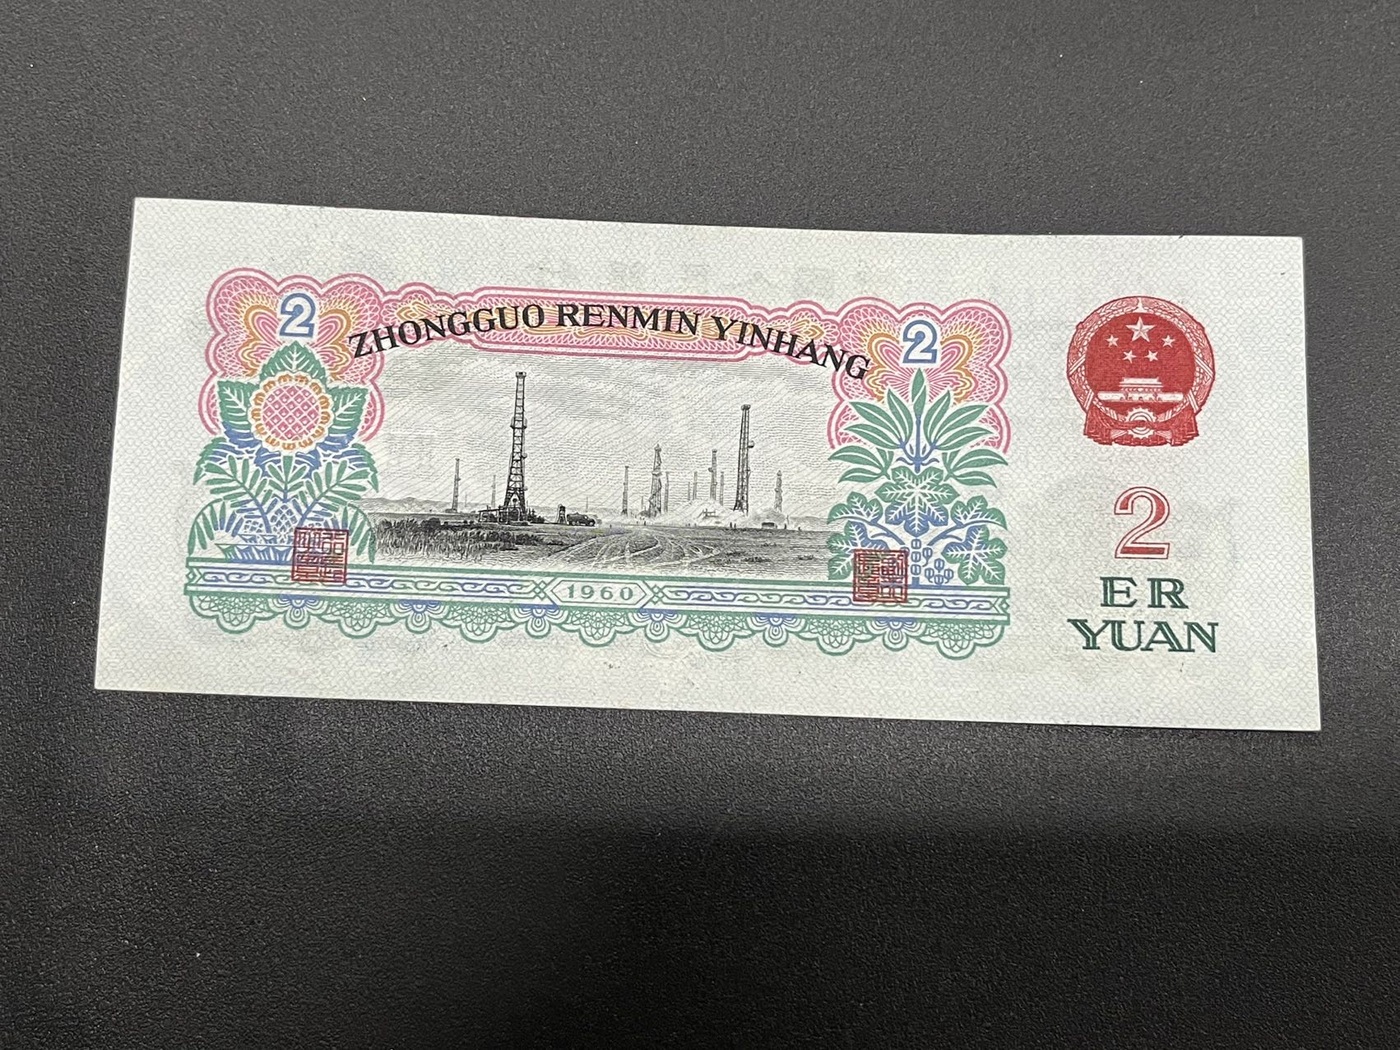 2
ZHONGGUO RENMIN YINHANG
2
1960
2
ER
YUAN